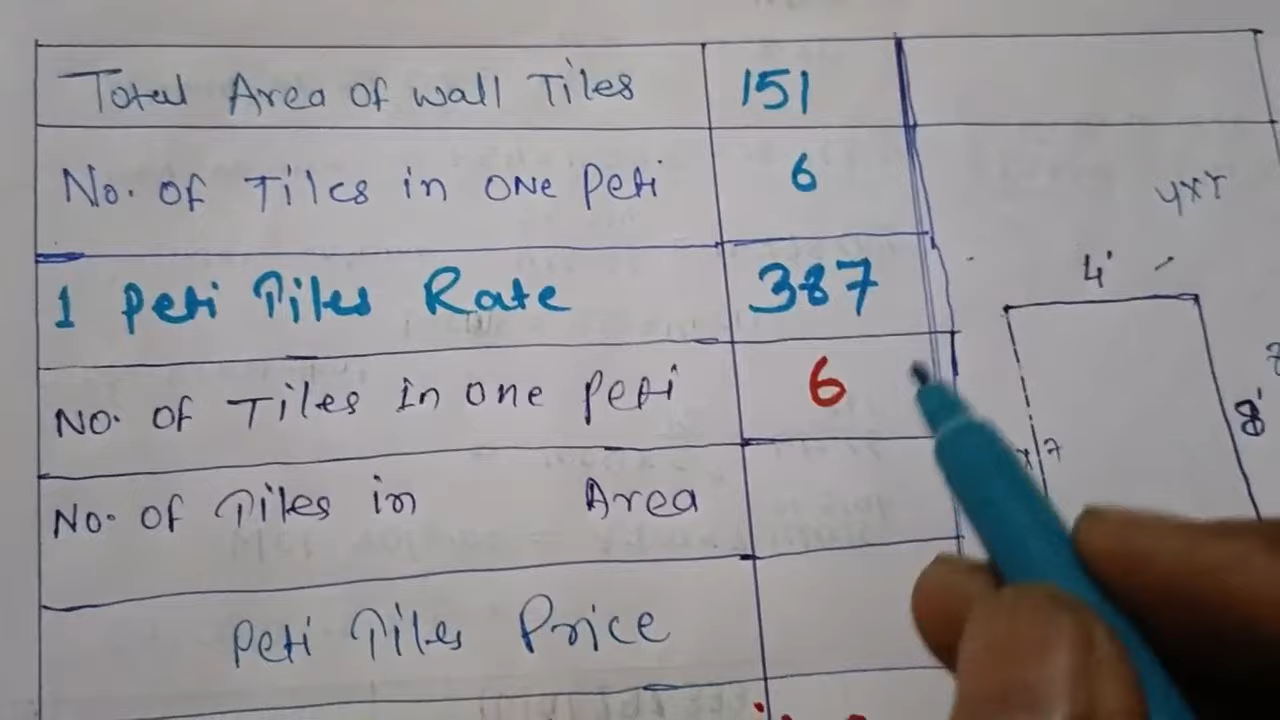 Total Area of wall Tiles 151
No. of Tiles in one Peti 6
1 Peti Tiles Rate 387
No. of Tiles in one Peti 6
No. of Tiles in Area
Peti Tiles Price
4'
8'
7